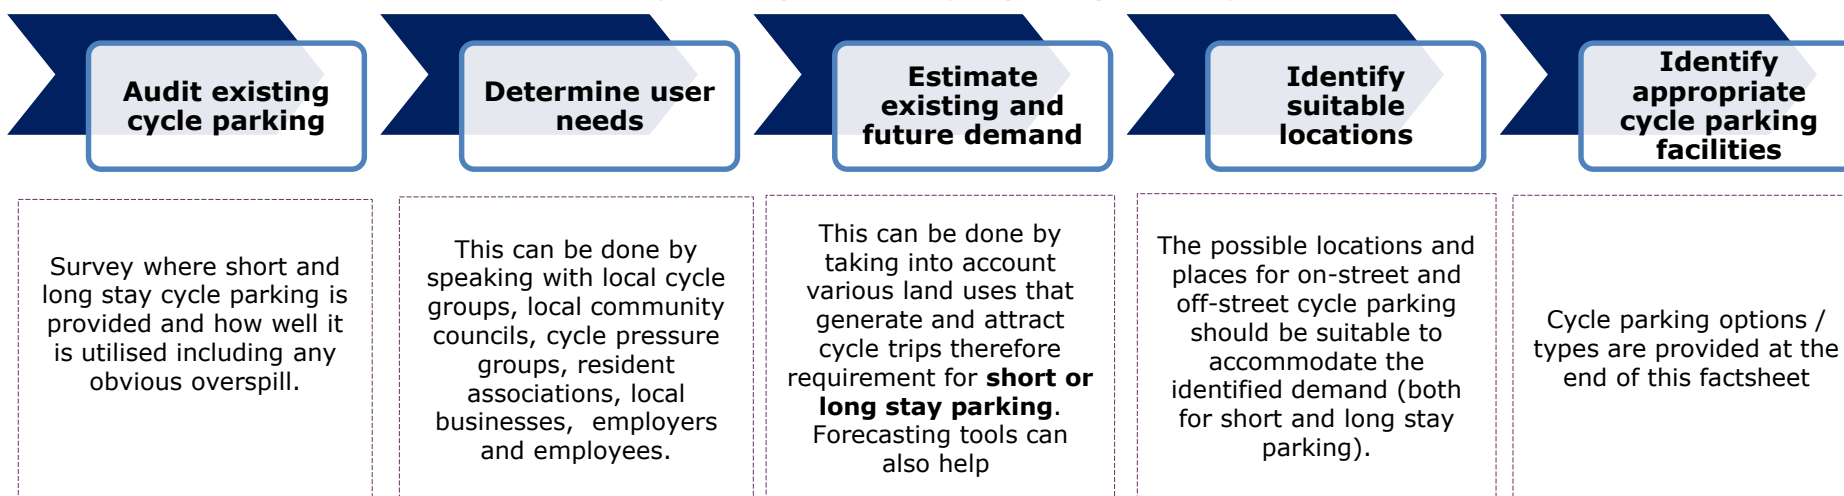 Audit existing
cycle parking
Determine user
needs
Estimate
existing and
future demand
Identify
suitable
locations
Identify
appropriate
cycle parking
facilities
Survey where short and
long stay cycle parking is
provided and how well it
is utilised including any
obvious overspill.
This can be done by
speaking with local cycle
groups, local community
councils, cycle pressure
groups, resident
associations, local
businesses,  employers
and employees.
This can be done by
taking into account
various land uses that
generate and attract
cycle trips therefore
requirement for short or
long stay parking.
Forecasting tools can
also help
The possible locations and
places for on-street and
off-street cycle parking
should be suitable to
accommodate the
identified demand (both
for short and long stay
parking).
Cycle parking options /
types are provided at the
end of this factsheet